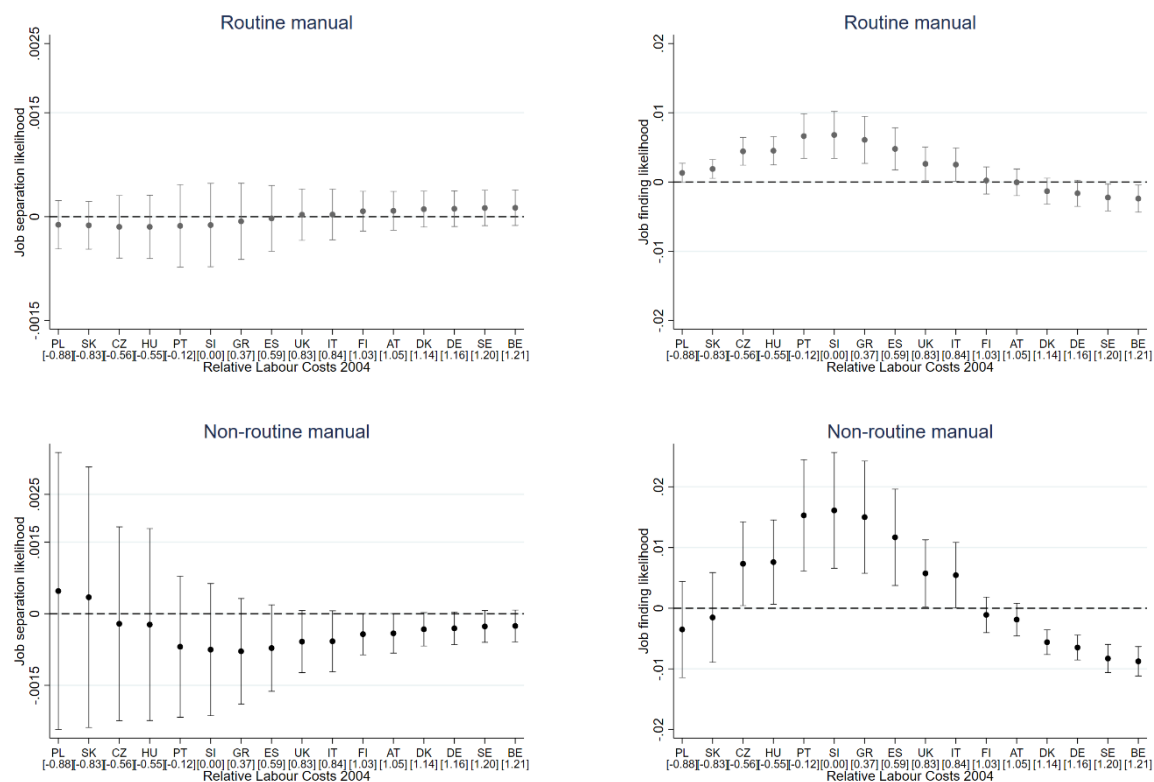 Routine manual
Job separation likelihood
.0025
.0015
0
-.0015
PL SK CZ HU PT SI GR ES UK IT FI AT DK DE SE BE
[-0.88][-0.83][-0.56][-0.55][-0.12][0.00][0.37][0.59][0.83][0.84][1.03][1.05][1.14][1.16][1.20][1.21]
Relative Labour Costs 2004
Routine manual
Job finding likelihood
.02
.01
0
-.01
-.02
PL SK CZ HU PT SI GR ES UK IT FI AT DK DE SE BE
[-0.88][-0.83][-0.56][-0.55][-0.12][0.00][0.37][0.59][0.83][0.84][1.03][1.05][1.14][1.16][1.20][1.21]
Relative Labour Costs 2004
Non-routine manual
Job separation likelihood
.0025
.0015
0
-.0015
PL SK CZ HU PT SI GR ES UK IT FI AT DK DE SE BE
[-0.88][-0.83][-0.56][-0.55][-0.12][0.00][0.37][0.59][0.83][0.84][1.03][1.05][1.14][1.16][1.20][1.21]
Relative Labour Costs 2004
Non-routine manual
Job finding likelihood
.02
.01
0
-.01
-.02
PL SK CZ HU PT SI GR ES UK IT FI AT DK DE SE BE
[-0.88][-0.83][-0.56][-0.55][-0.12][0.00][0.37][0.59][0.83][0.84][1.03][1.05][1.14][1.16][1.20][1.21]
Relative Labour Costs 2004